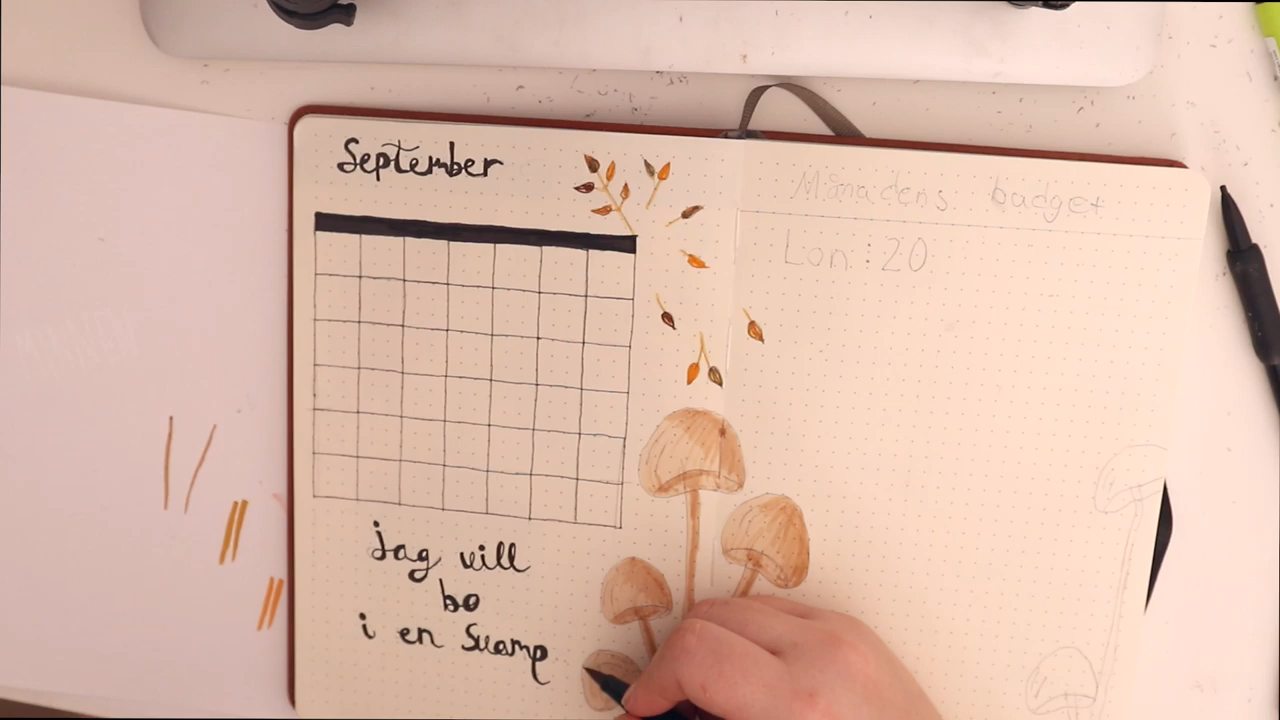 September
Månadens budget
Lön: 20
jag vill
bo
i en Svamp